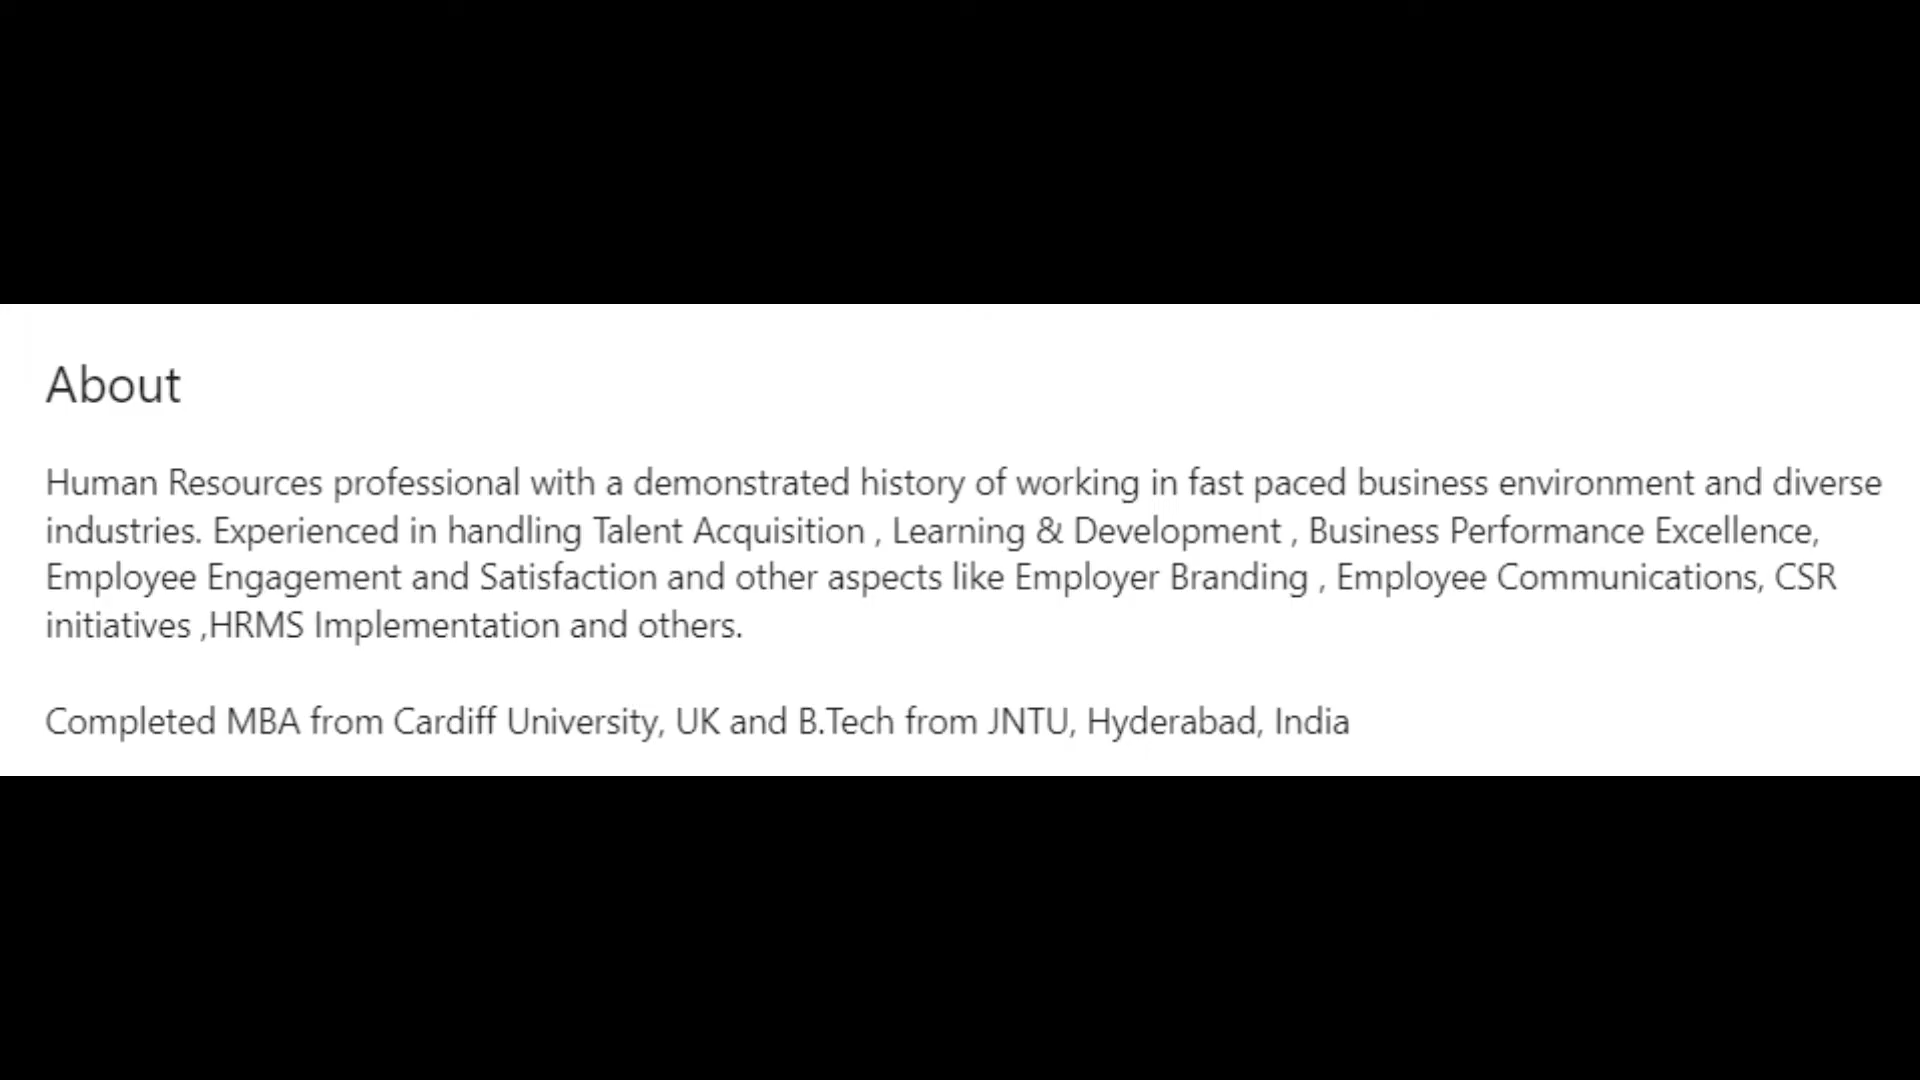 About
Human Resources professional with a demonstrated history of working in fast paced business environment and diverse
industries. Experienced in handling Talent Acquisition , Learning & Development , Business Performance Excellence,
Employee Engagement and Satisfaction and other aspects like Employer Branding , Employee Communications, CSR
initiatives ,HRMS Implementation and others.
Completed MBA from Cardiff University, UK and B.Tech from JNTU, Hyderabad, India